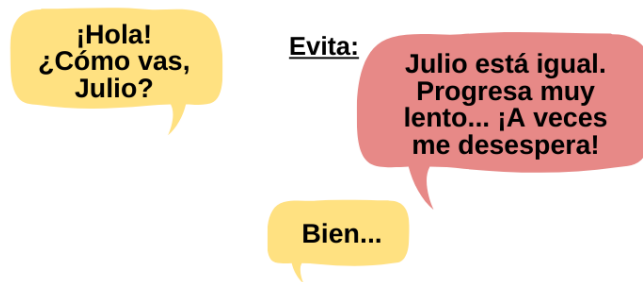 ¡Hola!
¿Cómo vas,
Julio?
Evita:
Julio está igual.
Progresa muy
lento... ¡A veces
me desespera!
Bien...